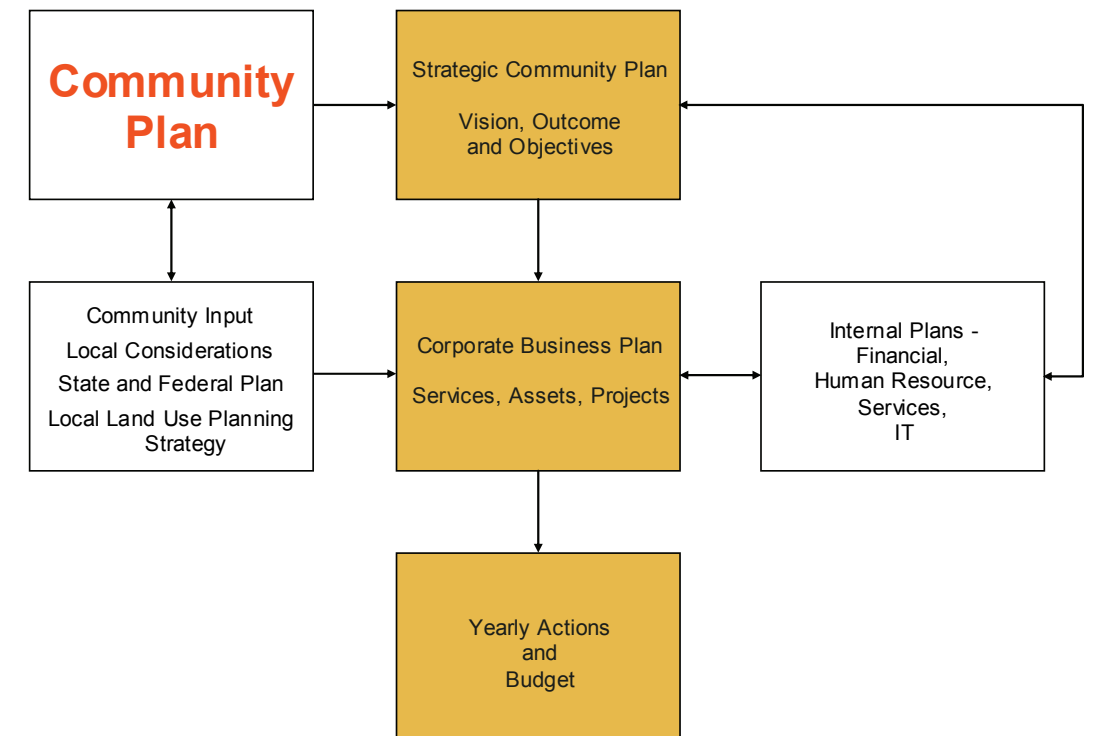 Community
Plan
Strategic Community Plan
Vision, Outcome
and Objectives
Community Input
Local Considerations
State and Federal Plan
Local Land Use Planning
Strategy
Corporate Business Plan
Services, Assets, Projects
Internal Plans -
Financial,
Human Resource,
Services,
IT
Yearly Actions
and
Budget